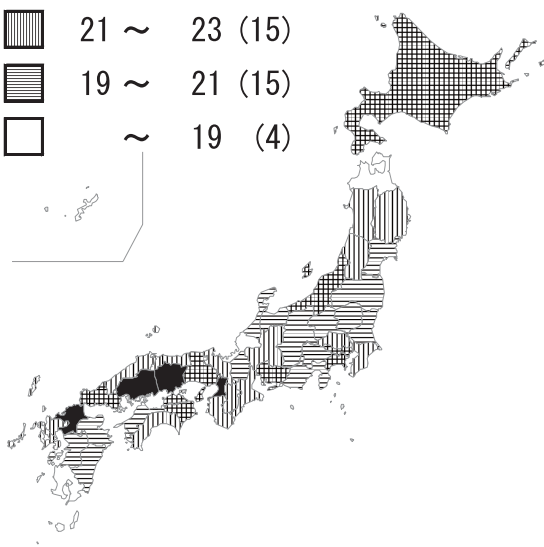 21 ～ 23 (15)
19 ～ 21 (15)
～ 19 (4)